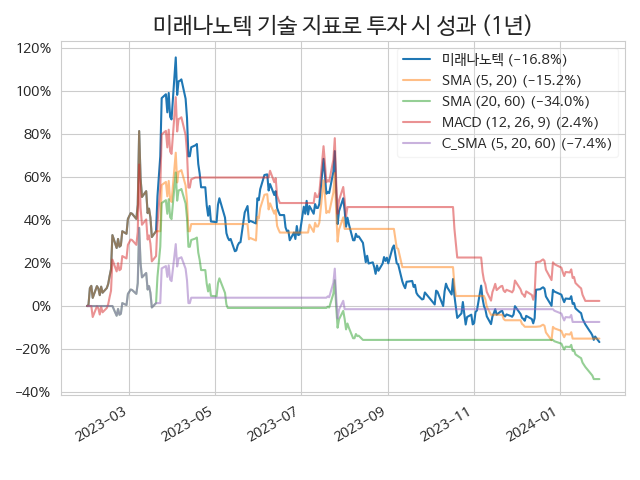 미래나노텍 기술 지표로 투자 시 성과 (1년)
미래나노텍 (−16.8%)
SMA (5, 20) (−15.2%)
SMA (20, 60) (−34.0%)
MACD (12, 26, 9) (2.4%)
C_SMA (5, 20, 60) (−7.4%)
120%
100%
80%
60%
40%
20%
0%
−20%
−40%
2023−03
2023−05
2023−07
2023−09
2023−11
2024−01